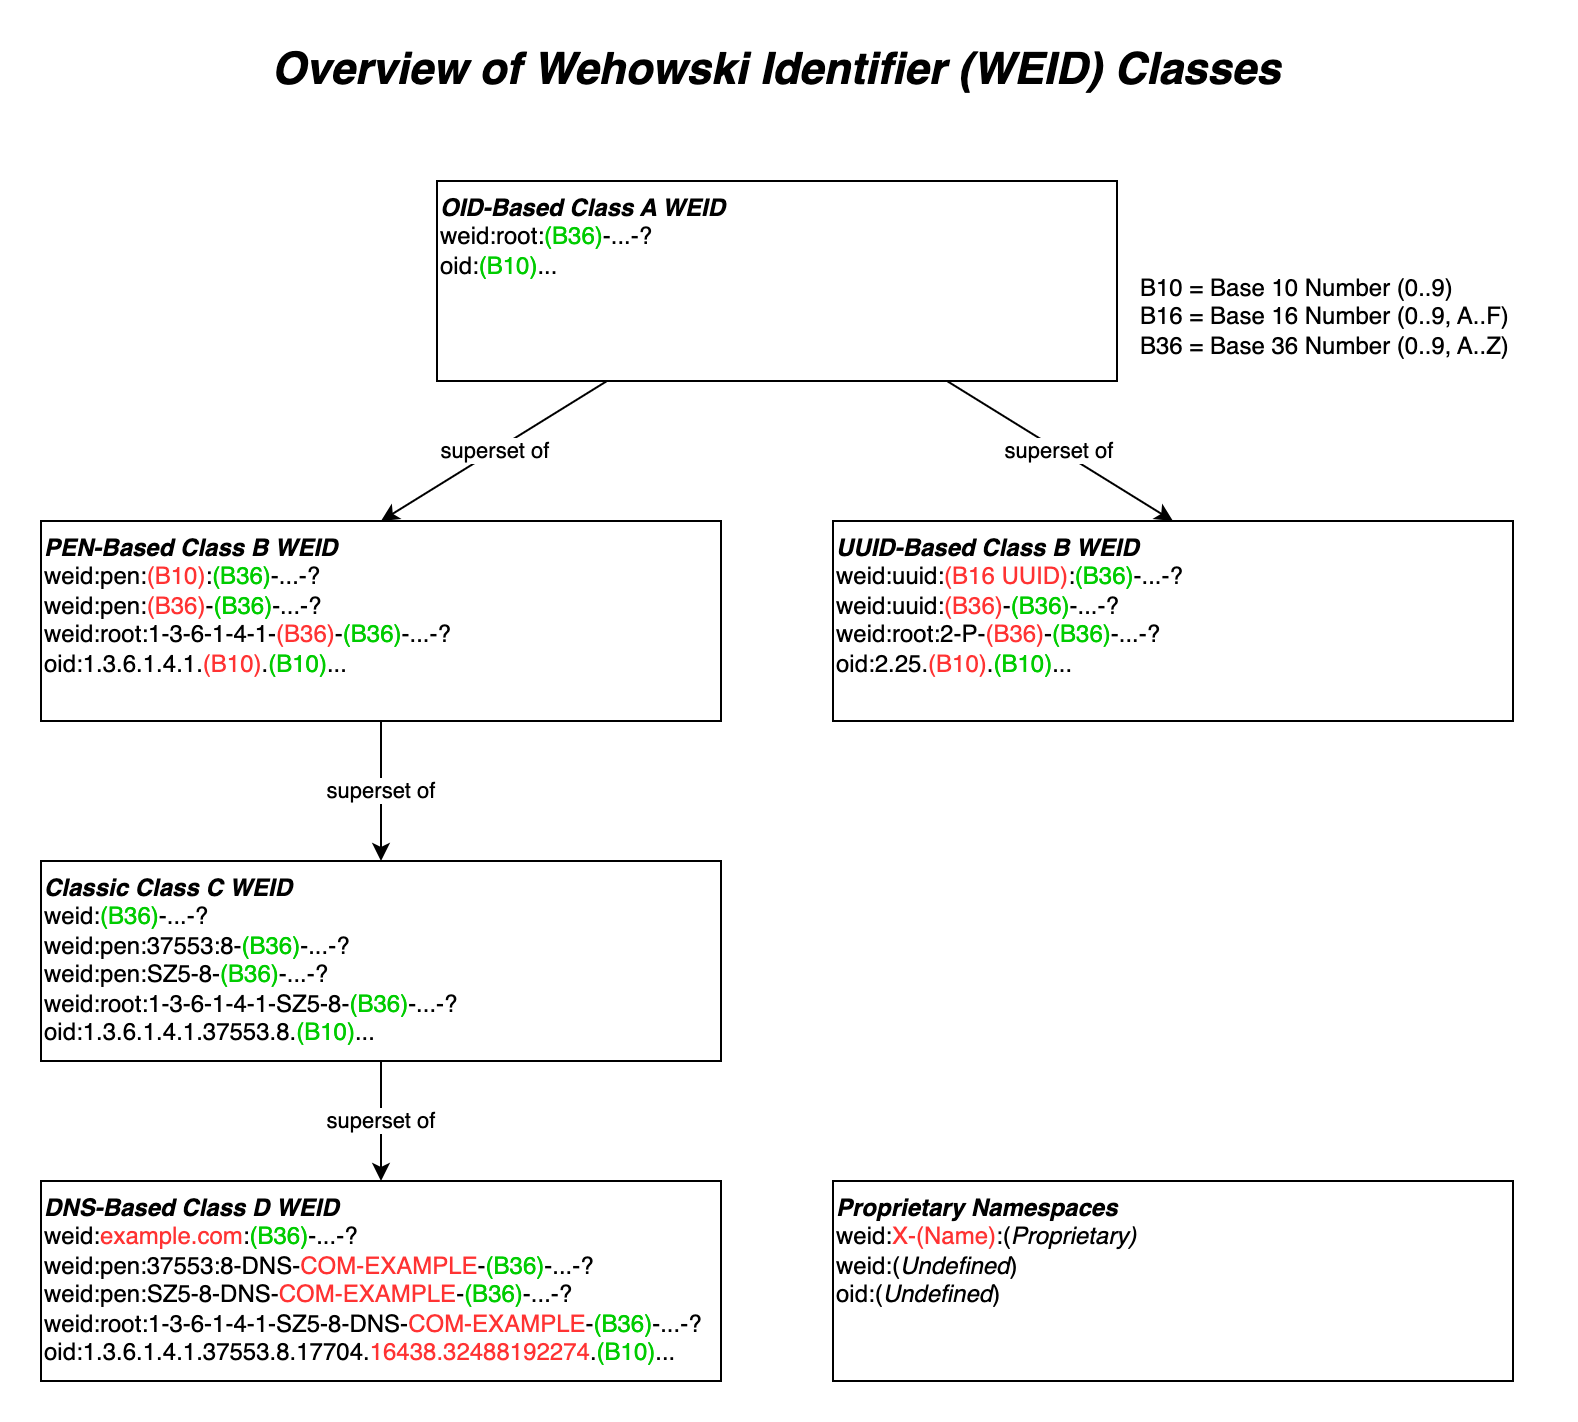 Overview of Wehowski Identifier (WEID) Classes
OID-Based Class A WEID
weid:root:(B36)-...-?
oid:(B10)...
B10 = Base 10 Number (0..9)
B16 = Base 16 Number (0..9, A..F)
B36 = Base 36 Number (0..9, A..Z)
superset of
superset of
PEN-Based Class B WEID
weid:pen:(B10):(B36)-...-?
weid:pen:(B36)-(B36)-...-?
weid:root:1-3-6-1-4-1-(B36)-(B36)-...-?
oid:1.3.6.1.4.1.(B10).(B10)...
UUID-Based Class B WEID
weid:uuid:(B16 UUID):(B36)-...-?
weid:uuid:(B36)-(B36)-...-?
weid:root:2-P-(B36)-(B36)-...-?
oid:2.25.(B10).(B10)...
superset of
Classic Class C WEID
weid:(B36)-...-?
weid:pen:37553:8-(B36)-...-?
weid:pen:SZ5-8-(B36)-...-?
weid:root:1-3-6-1-4-1-SZ5-8-(B36)-...-?
oid:1.3.6.1.4.1.37553.8.(B10)...
superset of
DNS-Based Class D WEID
weid:example.com:(B36)-...-?
weid:pen:37553:8-DNS-COM-EXAMPLE-(B36)-...-?
weid:pen:SZ5-8-DNS-COM-EXAMPLE-(B36)-...-?
weid:root:1-3-6-1-4-1-SZ5-8-DNS-COM-EXAMPLE-(B36)-...-?
oid:1.3.6.1.4.1.37553.8.17704.16438.32488192274.(B10)...
Proprietary Namespaces
weid:X-(Name):(Proprietary)
weid:(Undefined)
oid:(Undefined)